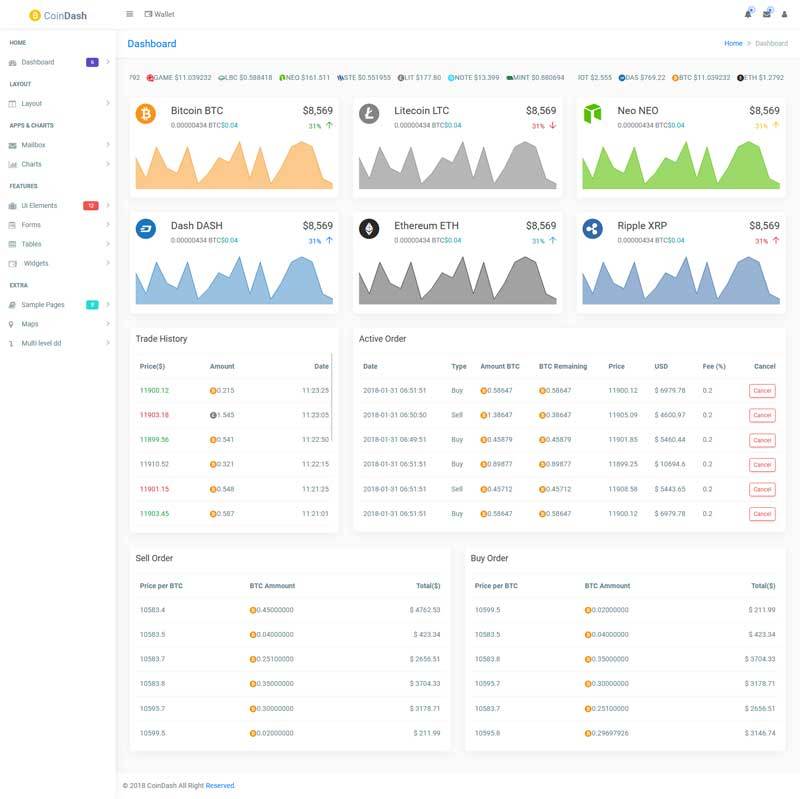 CoinDash
Wallet
HOME
Dashboard 6
LAYOUT
Layout
APPS & CHARTS
Mailbox
Charts
FEATURES
Ui Elements 12
Forms
Tables
Widgets
EXTRA
Sample Pages
Maps
Multi level dd
Dashboard
Home > Dashboard
792 GAME $11.039232 LBC $0.588418 NEO $161.511 STE $0.551955 LIT $177.80 NOTE $13.399 MINT $0.880694 IOT $2.555 DAS $769.22 BTC $11.039232 ETH $1.2792
Bitcoin BTC $8,569
0.00000434 BTC$0.04 31%
Litecoin LTC $8,569
0.00000434 BTC$0.04 31%
Neo NEO $8,569
0.00000434 BTC$0.04 31%
Dash DASH $8,569
0.00000434 BTC$0.04 31%
Ethereum ETH $8,569
0.00000434 BTC$0.04 31%
Ripple XRP $8,569
0.00000434 BTC$0.04 31%
Trade History
Price($) Amount Date
11900.12 0.215 11:23:25
11903.18 1.545 11:23:05
11899.56 0.541 11:22:50
11910.52 0.321 11:22:15
11901.15 0.548 11:21:25
11903.45 0.587 11:21:01
Active Order
Date Type Amount BTC BTC Remaining Price USD Fee (%) Cancel
2018-01-31 06:51:51 Buy 0.58647 0.58647 11900.12 $ 6979.78 0.2 Cancel
2018-01-31 06:50:50 Sell 1.38647 0.38647 11905.09 $ 4600.97 0.2 Cancel
2018-01-31 06:49:51 Buy 0.45879 0.45879 11901.85 $ 5460.44 0.2 Cancel
2018-01-31 06:51:51 Buy 0.89877 0.89877 11899.25 $ 10694.6 0.2 Cancel
2018-01-31 06:51:51 Sell 0.45712 0.45712 11908.58 $ 5443.65 0.2 Cancel
2018-01-31 06:51:51 Buy 0.58647 0.58647 11900.12 $ 6979.78 0.2 Cancel
Sell Order
Price per BTC BTC Ammount Total($)
10583.4 0.45000000 $ 4762.53
10583.5 0.04000000 $ 423.34
10583.7 0.25100000 $ 2656.51
10583.8 0.35000000 $ 3704.33
10595.7 0.30000000 $ 3178.71
10599.5 0.02000000 $ 211.99
Buy Order
Price per BTC BTC Ammount Total($)
10599.5 0.02000000 $ 211.99
10583.5 0.04000000 $ 423.34
10583.8 0.35000000 $ 3704.33
10595.7 0.30000000 $ 3178.71
10583.7 0.25100000 $ 2656.51
10595.8 0.29697926 $ 3146.74
© 2018 CoinDash All Right Reserved.